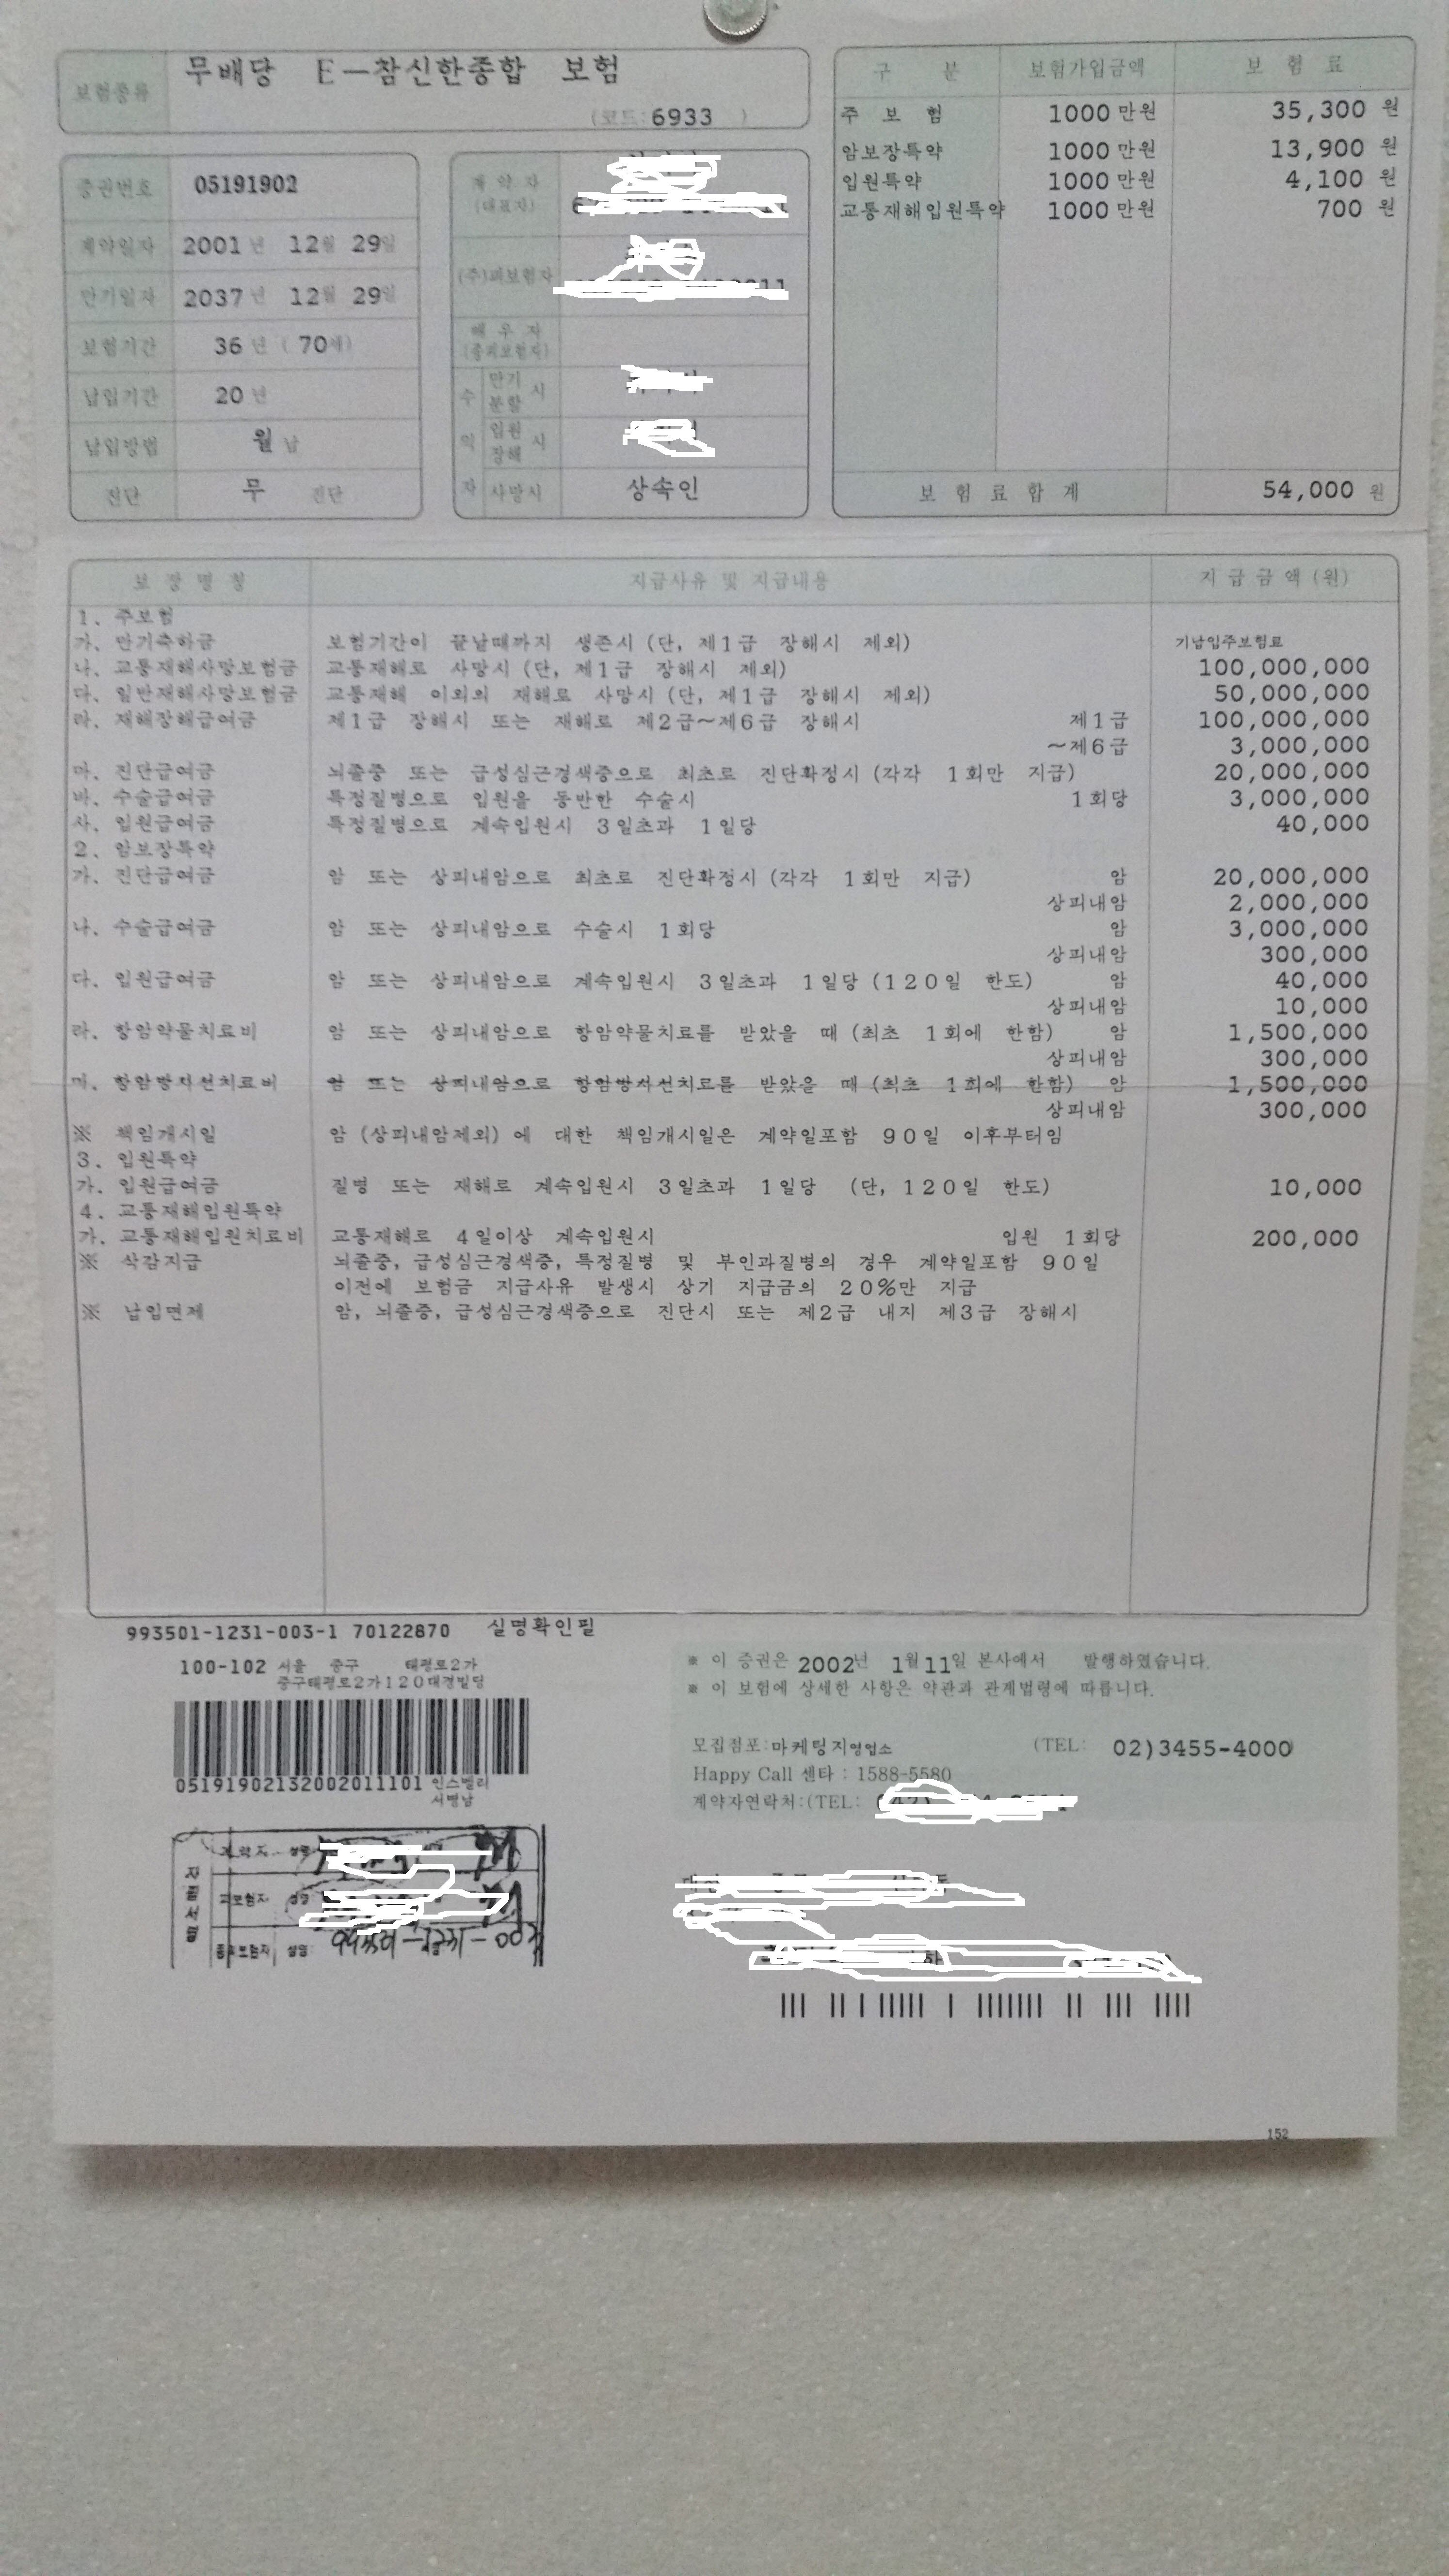 보험종류 무배당 E-참신한종합 보험
(코드:6933 )
증권번호 05191902
계약일자 2001년 12월 29일
만기일자 2037년 12월 29일
보험기간 36년 (70세)
납입기간 20년
납입방법 월납
진단 무 진단
계약자
(대표자)
(주)피보험자
배우자
(종피보험자)
수익자
만기 분할 시
입원 장해 시
사망시 상속인
구 분 보험가입금액 보 험 료
주 보 험 1000 만원 35,300 원
암보장특약 1000 만원 13,900 원
입원특약 1000 만원 4,100 원
교통재해입원특약 1000 만원 700 원
보 험 료 합 계 54,000 원
보 장 명 칭 지급사유 및 지급내용 지 급 금 액 (원)
1. 주보험
가. 만기축하금 보험기간이 끝날때까지 생존시 (단, 제1급 장해시 제외) 기납입주보험료
나. 교통재해사망보험금 교통재해로 사망시 (단, 제1급 장해시 제외) 100,000,000
다. 일반재해사망보험금 교통재해 이외의 재해로 사망시 (단, 제1급 장해시 제외) 50,000,000
라. 재해장해급여금 제1급 장해시 또는 재해로 제2급~제6급 장해시 제1급 100,000,000
~제6급 3,000,000
마. 진단급여금 뇌졸중 또는 급성심근경색증으로 최초로 진단확정시 (각각 1회만 지급) 20,000,000
바. 수술급여금 특정질병으로 입원을 동반한 수술시 1회당 3,000,000
사. 입원급여금 특정질병으로 계속입원시 3일초과 1일당 40,000
2. 암보장특약
가. 진단급여금 암 또는 상피내암으로 최초로 진단확정시 (각각 1회만 지급) 암 20,000,000
상피내암 2,000,000
나. 수술급여금 암 또는 상피내암으로 수술시 1회당 암 3,000,000
상피내암 300,000
다. 입원급여금 암 또는 상피내암으로 계속입원시 3일초과 1일당 (120일 한도) 암 40,000
상피내암 10,000
라. 항암약물치료비 암 또는 상피내암으로 항암약물치료를 받았을 때 (최초 1회에 한함) 암 1,500,000
상피내암 300,000
마. 항암방사선치료비 암 또는 상피내암으로 항암방사선치료를 받았을 때 (최초 1회에 한함) 암 1,500,000
상피내암 300,000
※ 책임개시일 암 (상피내암제외) 에 대한 책임개시일은 계약일포함 90일 이후부터임
3. 입원특약
가. 입원급여금 질병 또는 재해로 계속입원시 3일초과 1일당 (단, 120일 한도) 10,000
4. 교통재해입원특약
가. 교통재해입원치료비 교통재해로 4일이상 계속입원시 입원 1회당 200,000
※ 삭감지급 뇌졸중, 급성심근경색증, 특정질병 및 부인과질병의 경우 계약일포함 90일
이전에 보험금 지급사유 발생시 상기 지급금의 20%만 지급
※ 납입면제 암, 뇌졸중, 급성심근경색증으로 진단시 또는 제2급 내지 제3급 장해시
993501-1231-003-1 70122870 실명확인필
100-102 서울 중구 태평로2가
중구태평로2가120대경빌딩
05191902132002011101 인스밸리
서병남
※ 이 증권은 2002년 1월 11일 본사에서 발행하였습니다.
※ 이 보험에 상세한 사항은 약관과 관계법령에 따릅니다.
모집점포: 마케팅지영업소 (TEL: 02)3455-4000
Happy Call 센타 : 1588-5580
계약자연락처:(TEL:
자필서명
계약자 성명
피보험자 성명
종피보험자 성명 993501-1231-003
152